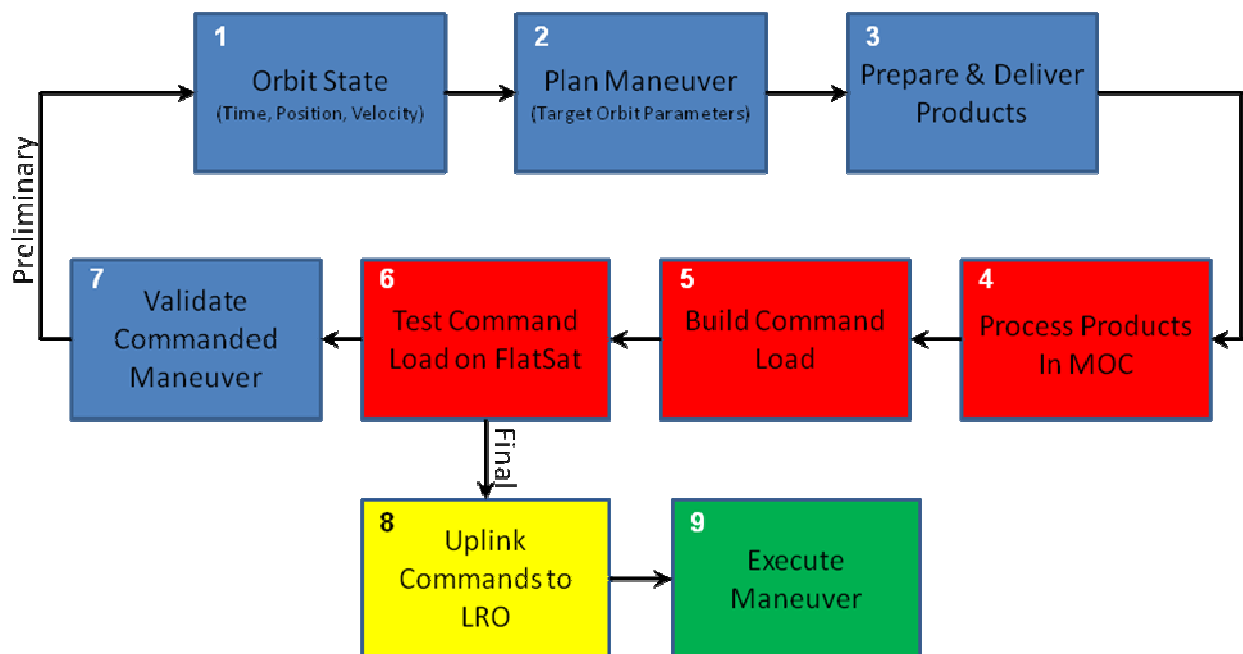 1
Orbit State
(Time, Position, Velocity)
2
Plan Maneuver
(Target Orbit Parameters)
3
Prepare & Deliver
Products
Preliminary
7
Validate
Commanded
Maneuver
6
Test Command
Load on FlatSat
5
Build Command
Load
4
Process Products
In MOC
Final
8
Uplink
Commands to
LRO
9
Execute
Maneuver